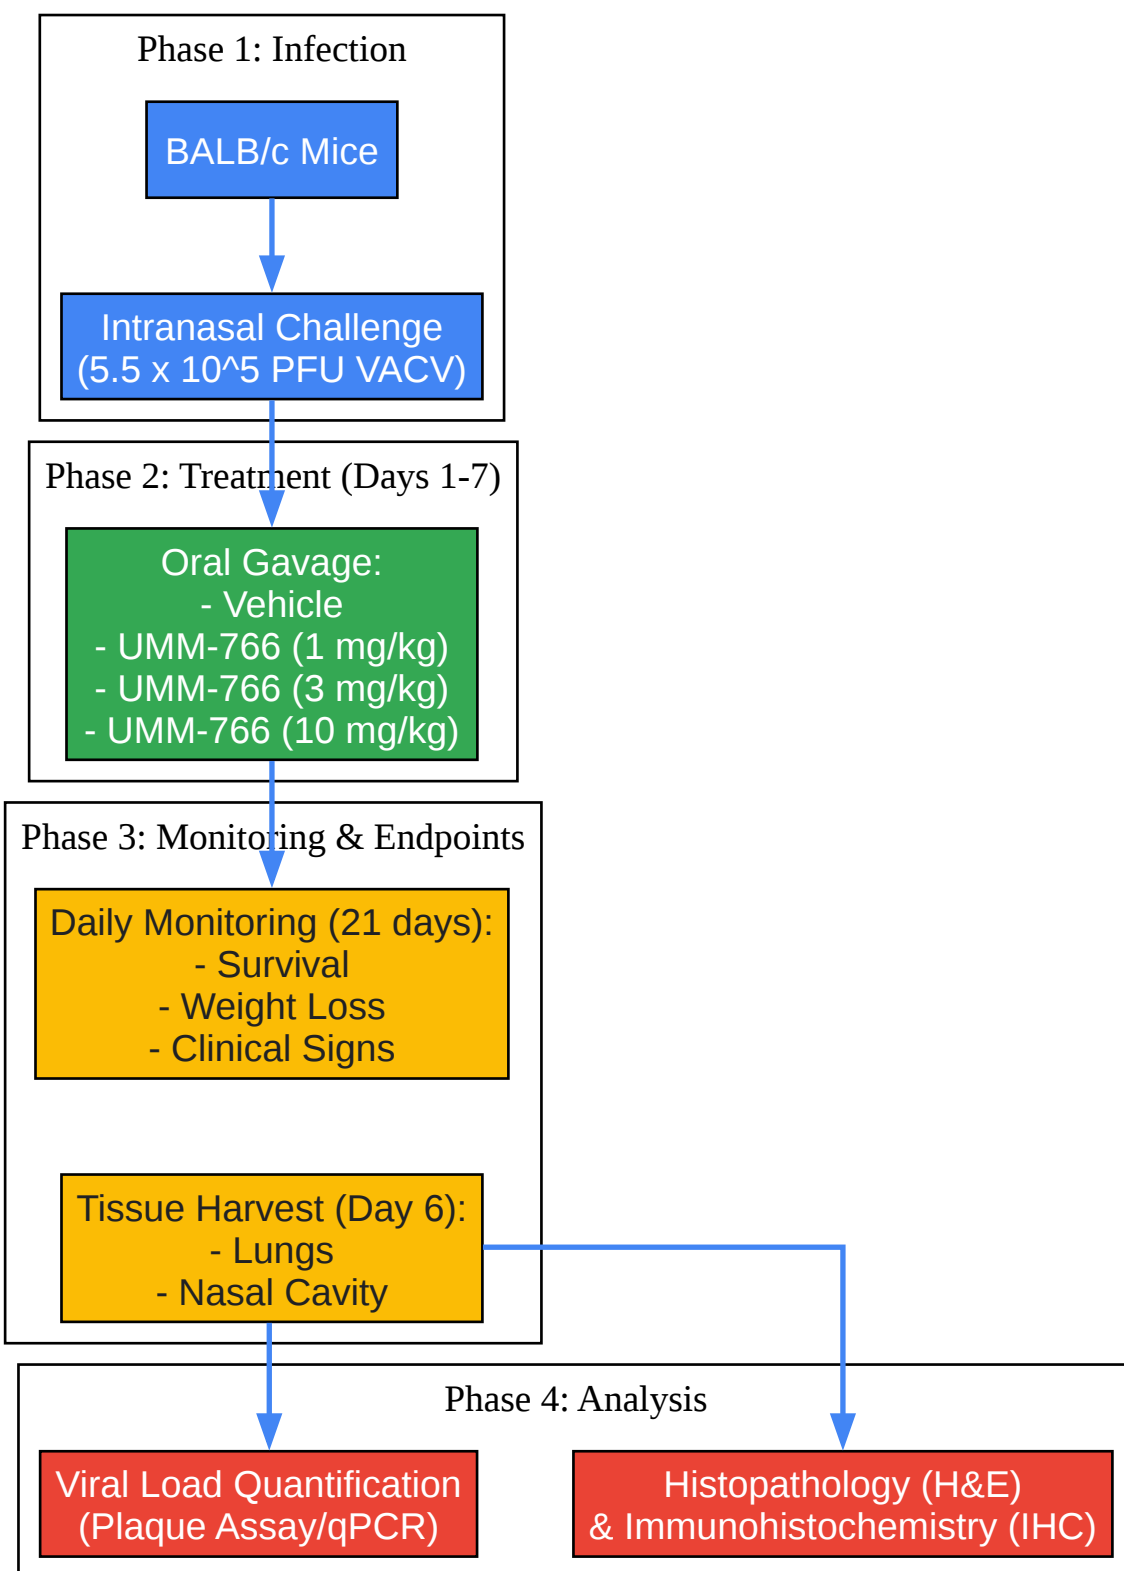 Phase 1: Infection
BALB/c Mice
Intranasal Challenge
(5.5 x 10^5 PFU VACV)
Phase 2: Treatment (Days 1-7)
Oral Gavage:
- Vehicle
- UMM-766 (1 mg/kg)
- UMM-766 (3 mg/kg)
- UMM-766 (10 mg/kg)
Phase 3: Monitoring & Endpoints
Daily Monitoring (21 days):
- Survival
- Weight Loss
- Clinical Signs
Tissue Harvest (Day 6):
- Lungs
- Nasal Cavity
Phase 4: Analysis
Viral Load Quantification
(Plaque Assay/qPCR)
Histopathology (H&E)
& Immunohistochemistry (IHC)